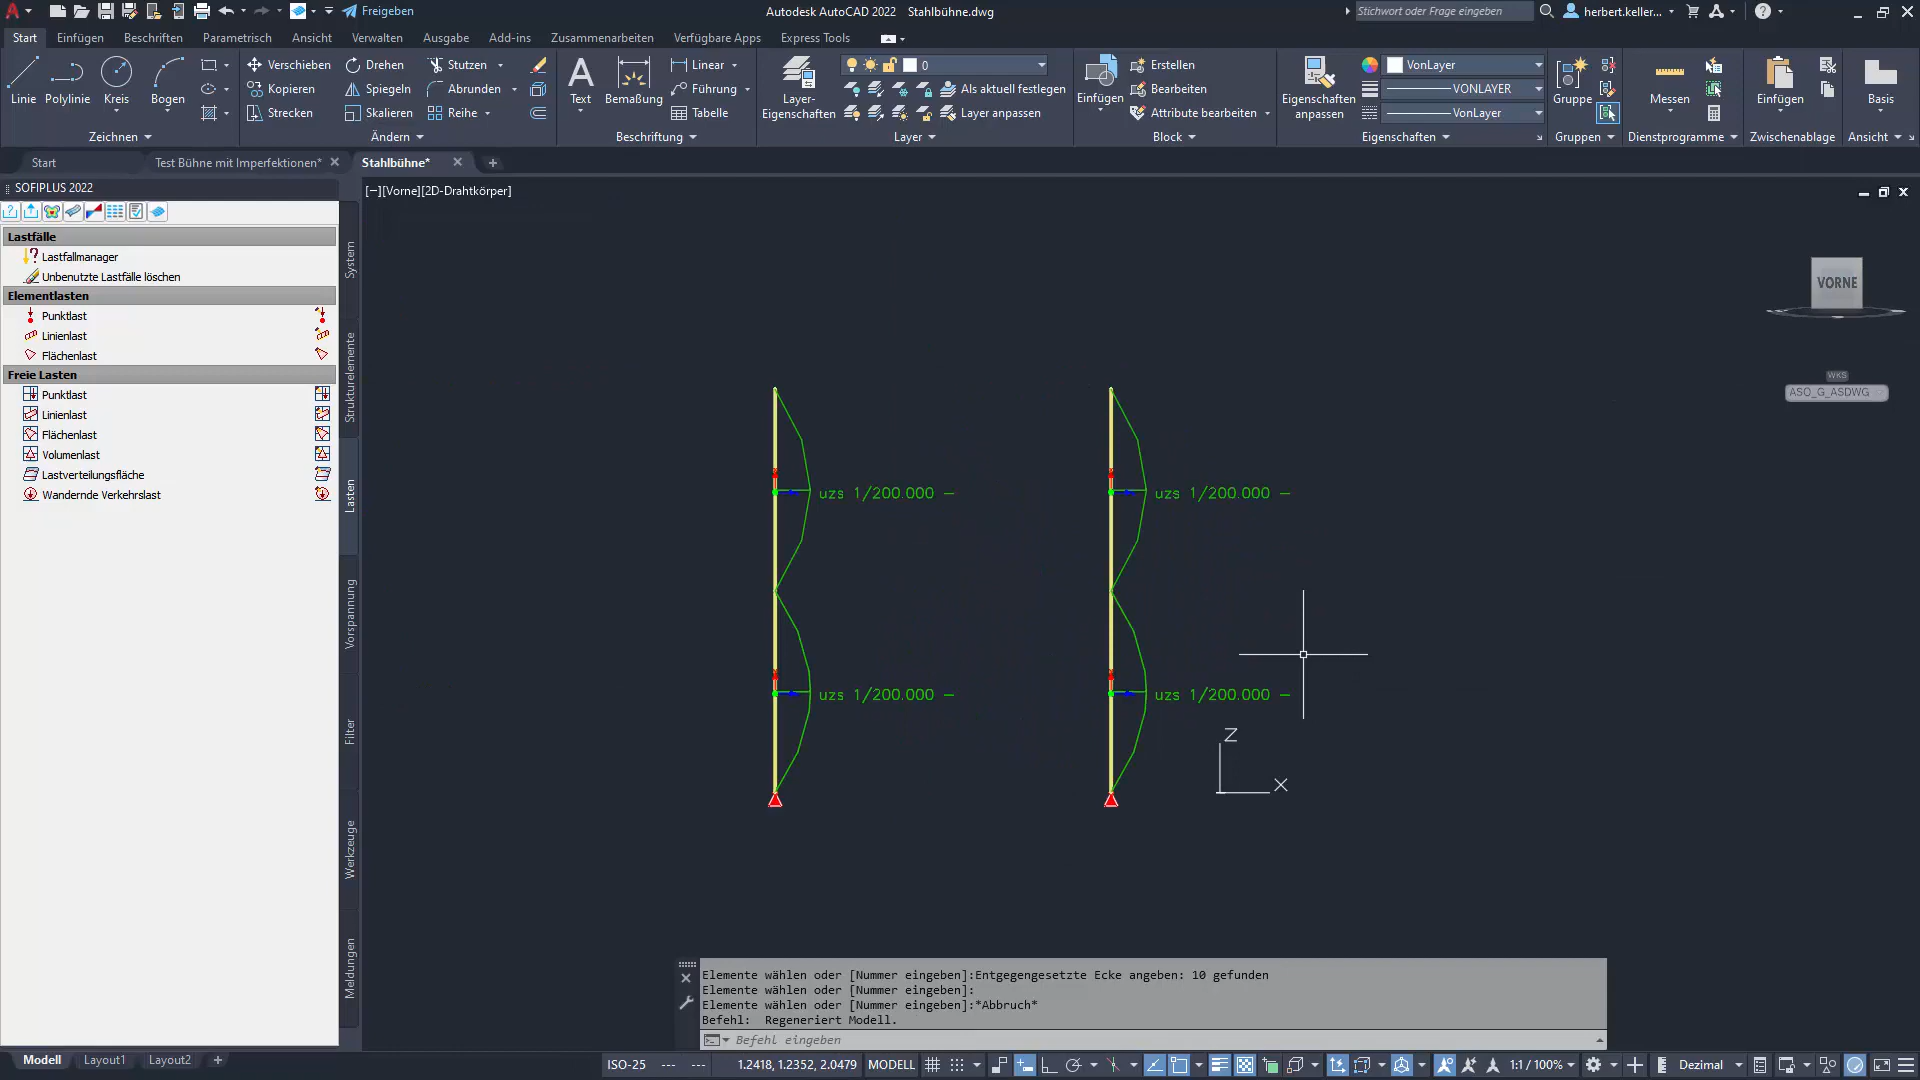 Freigeben
Autodesk AutoCAD 2022 Stahlbühne.dwg
Stichwort oder Frage eingeben
herbert.keller...
Start Einfügen Beschriften Parametrisch Ansicht Verwalten Ausgabe Add-ins Zusammenarbeiten Verfügbare Apps Express Tools
Linie Polylinie Kreis Bogen
Zeichnen
Verschieben Drehen Stutzen
Kopieren Spiegeln Abrunden
Strecken Skalieren Reihe
Ändern
Text Bemaßung
Linear
Führung
Tabelle
Beschriftung
Layer-Eigenschaften
0
Als aktuell festlegen
Layer anpassen
Layer
Einfügen
Erstellen
Bearbeiten
Attribute bearbeiten
Block
Eigenschaften anpassen
VonLayer
VONLAYER
VonLayer
Eigenschaften
Gruppe
Gruppen
Messen
Dienstprogramme
Einfügen
Zwischenablage
Basis
Ansicht
Start Test Bühne mit Imperfektionen* Stahlbühne*
SOFIPLUS 2022
Lastfälle
Lastfallmanager
Unbenutzte Lastfälle löschen
Elementlasten
Punktlast
Linienlast
Flächenlast
Freie Lasten
Punktlast
Linienlast
Flächenlast
Volumenlast
Lastverteilungsfläche
Wandernde Verkehrslast
System
Strukturelemente
Lasten
Vorspannung
Filter
Werkzeuge
Meldungen
[−][Vorne][2D-Drahtkörper]
VORNE
WKS
ASO_G_ASDWG
uzs 1/200.000 —
uzs 1/200.000 —
uzs 1/200.000 —
uzs 1/200.000 —
Z
X
Elemente wählen oder [Nummer eingeben]:Entgegengesetzte Ecke angeben: 10 gefunden
Elemente wählen oder [Nummer eingeben]:
Elemente wählen oder [Nummer eingeben]:*Abbruch*
Befehl: Regeneriert Modell.
Befehl eingeben
Modell Layout1 Layout2 +
ISO-25 --- --- 1.2418, 1.2352, 2.0479 MODELL 1:1 / 100% Dezimal